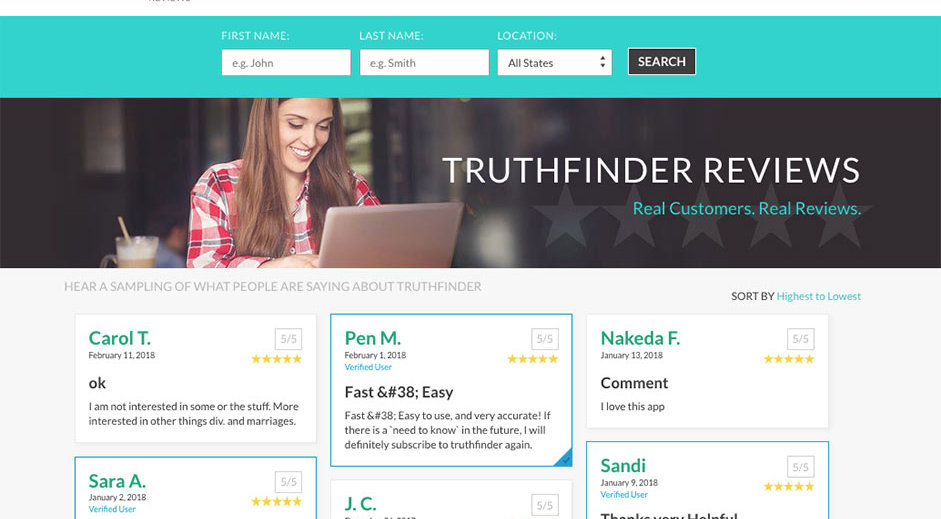 FIRST NAME:
LAST NAME:
LOCATION:
e.g. John
e.g. Smith
All States
SEARCH
TRUTHFINDER REVIEWS
Real Customers. Real Reviews.
HEAR A SAMPLING OF WHAT PEOPLE ARE SAYING ABOUT TRUTHFINDER
SORT BY Highest to Lowest
Carol T.
5/5
February 11, 2018
ok
I am not interested in some or the stuff. More
interested in other things div. and marriages.
Pen M.
5/5
February 1, 2018
Verified User
Fast &#38; Easy
Fast &#38; Easy to use, and very accurate! If
there is a `need to know` in the future, I will
definitely subscribe to truthfinder again.
Nakeda F.
5/5
January 13, 2018
Comment
I love this app
Sara A.
5/5
January 2, 2018
Verified User
J. C.
5/5
Sandi
5/5
January 9, 2018
Verified User
Thanks very Helpful